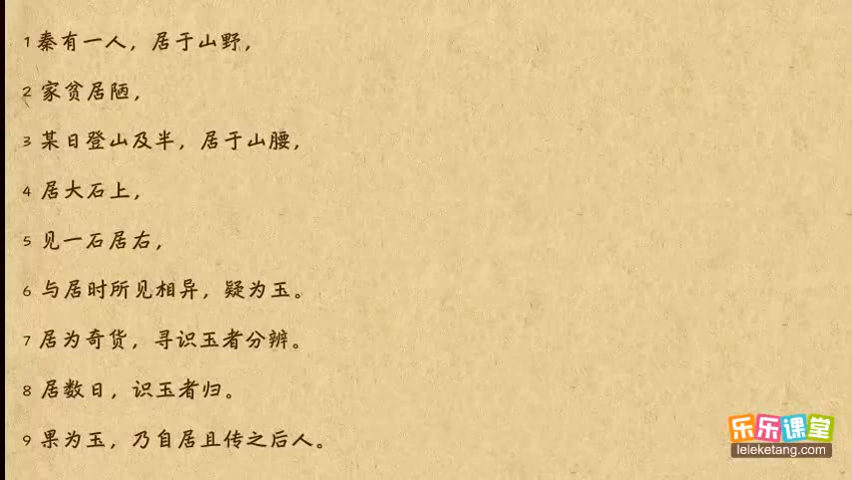 1 秦有一人，居于山野，
2 家贫居陋，
3 某日登山及半，居于山腰，
4 居大石上，
5 见一石居右，
6 与居时所见相异，疑为玉。
7 居为奇货，寻识玉者分辨。
8 居数日，识玉者归。
9 果为玉，乃自居且传之后人。
乐乐课堂
leleketang.com